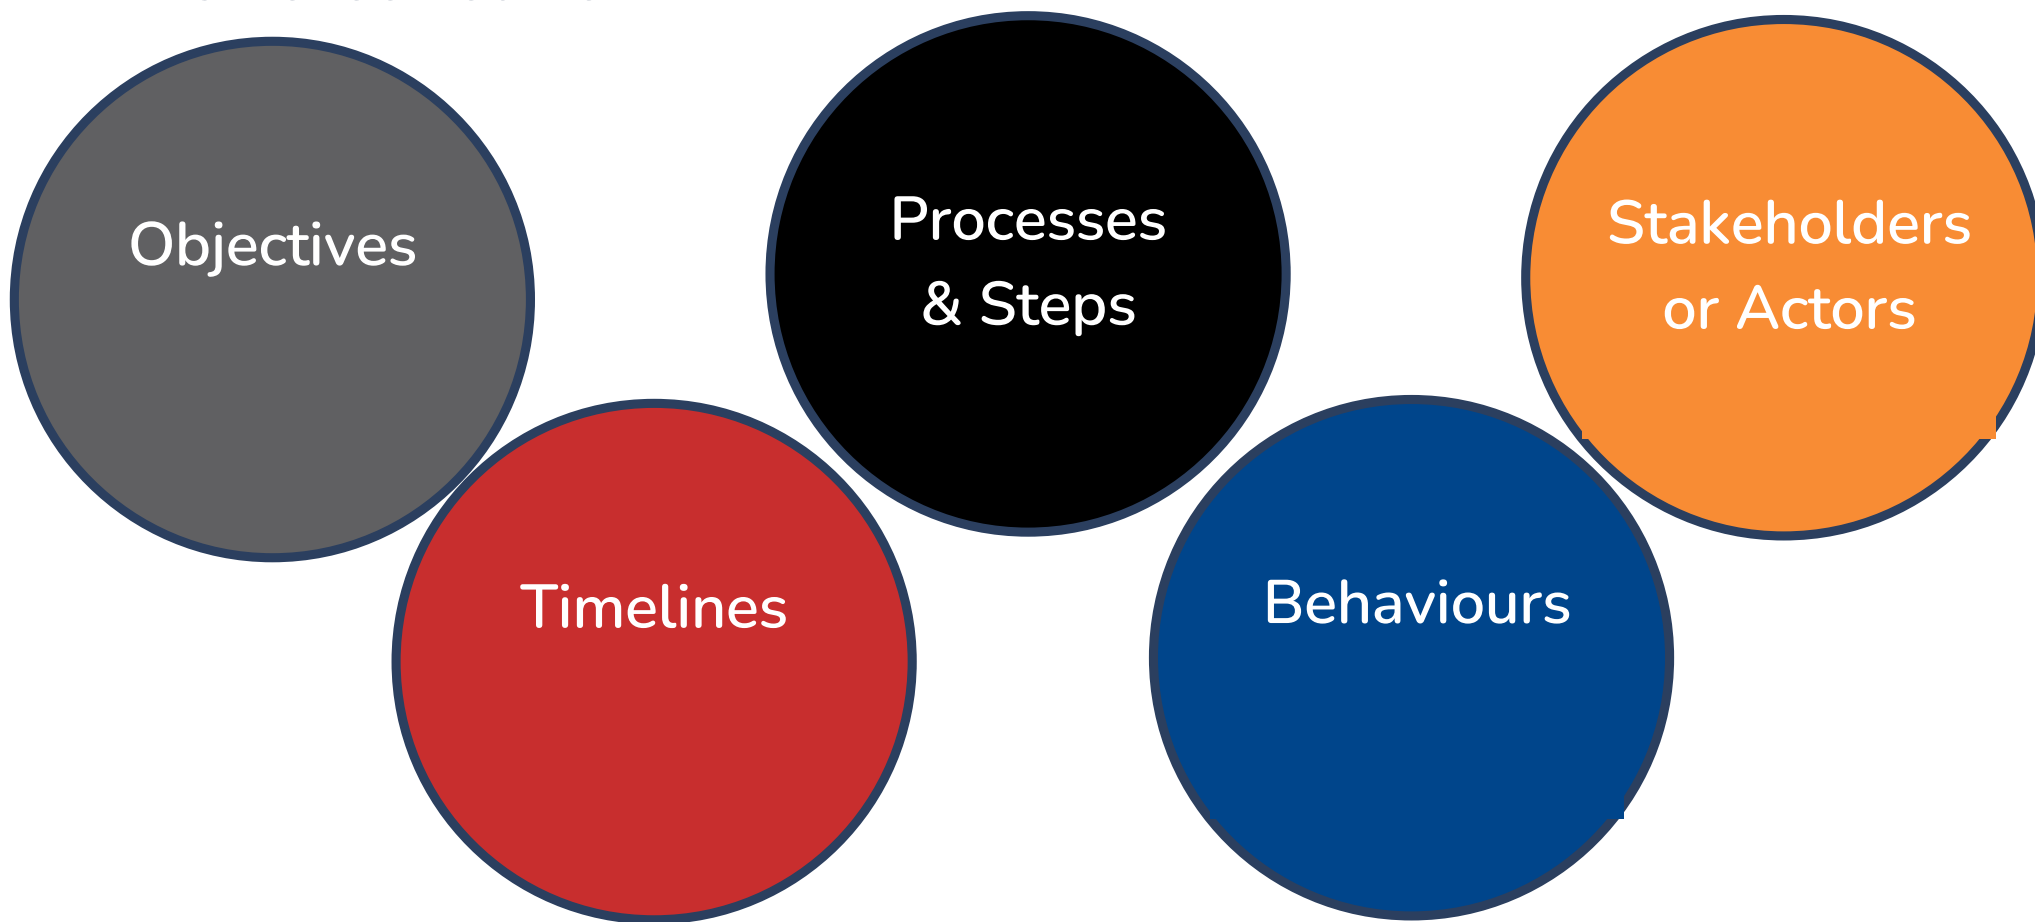 Objectives
Timelines
Processes
& Steps
Behaviours
Stakeholders
or Actors